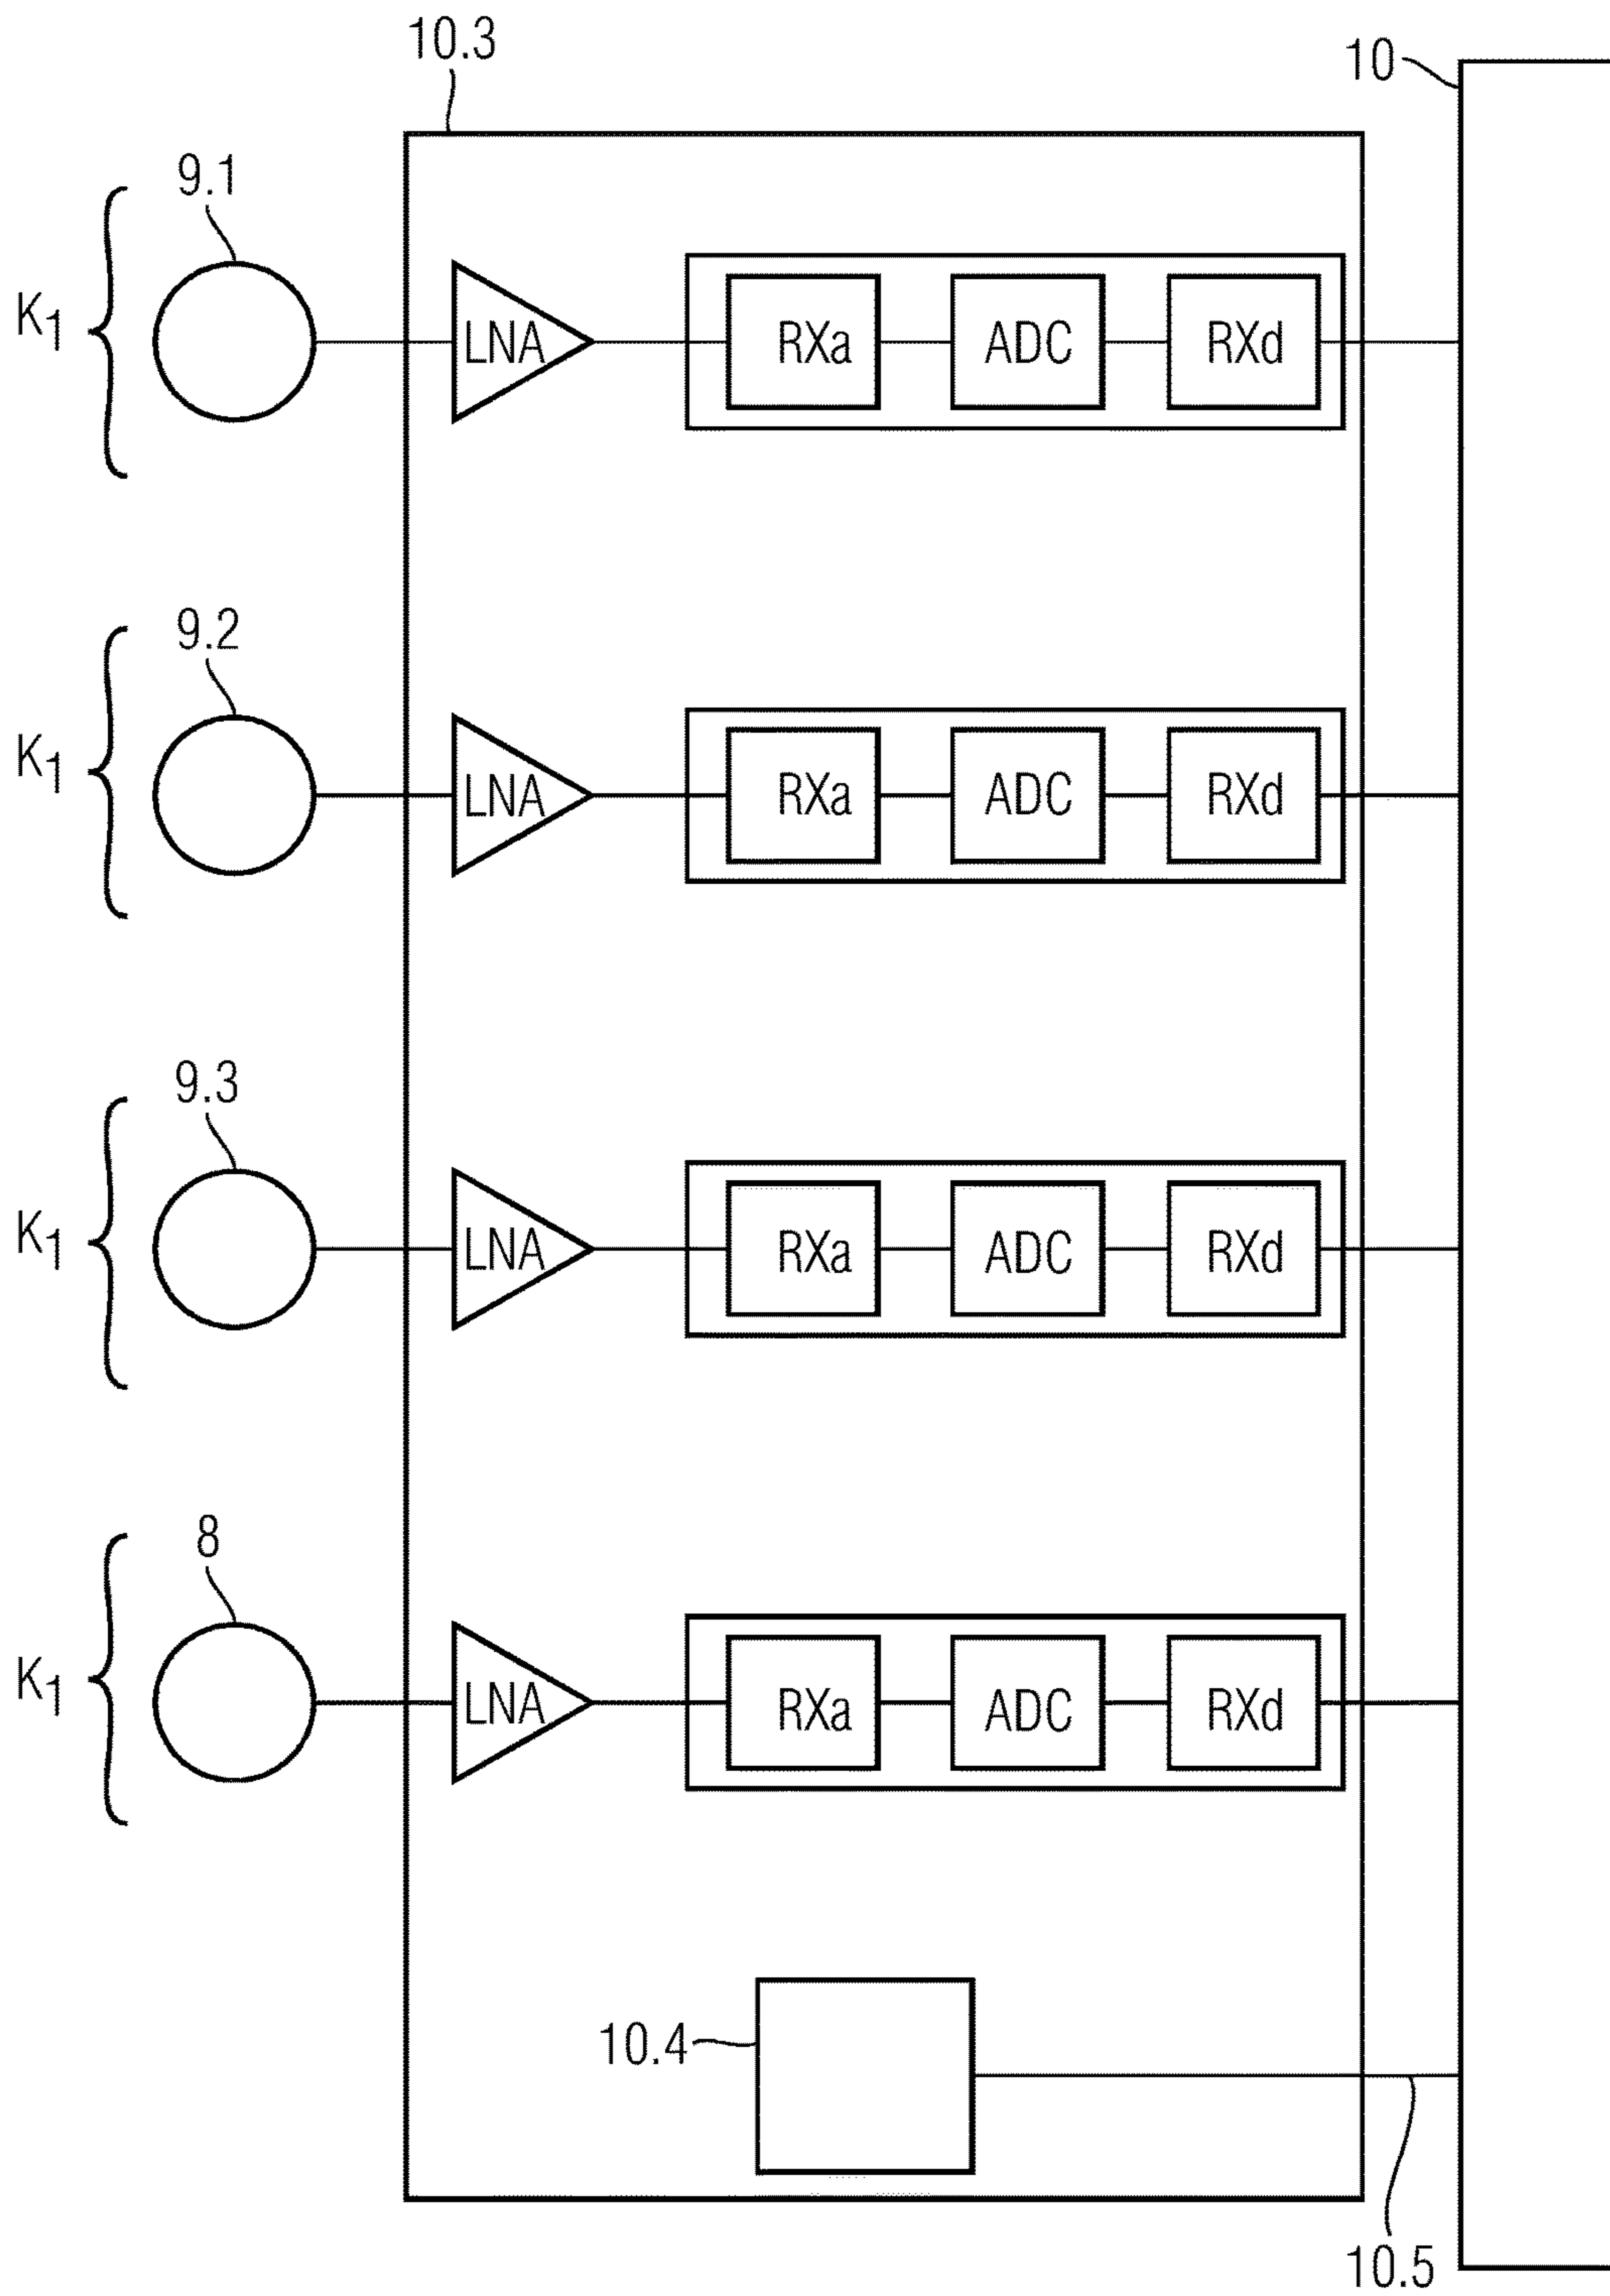 10.3
10
9.1
K1
LNA
RXa
ADC
RXd
9.2
K1
LNA
RXa
ADC
RXd
9.3
K1
LNA
RXa
ADC
RXd
8
K1
LNA
RXa
ADC
RXd
10.4
10.5